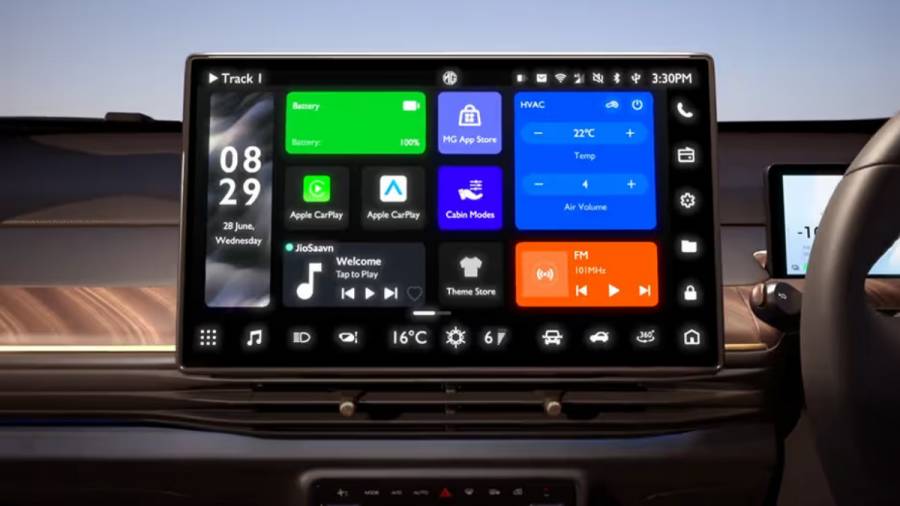 Track 1
MG
3:30PM
08
29
28 June,
Wednesday
Battery
Battery:
100%
MG App Store
HVAC
22°C
Temp
4
Air Volume
Apple CarPlay
Apple CarPlay
Cabin Modes
JioSaavn
Welcome
Tap to Play
Theme Store
FM
101MHz
16°C
6
360°
MODE
A/C
AUTO